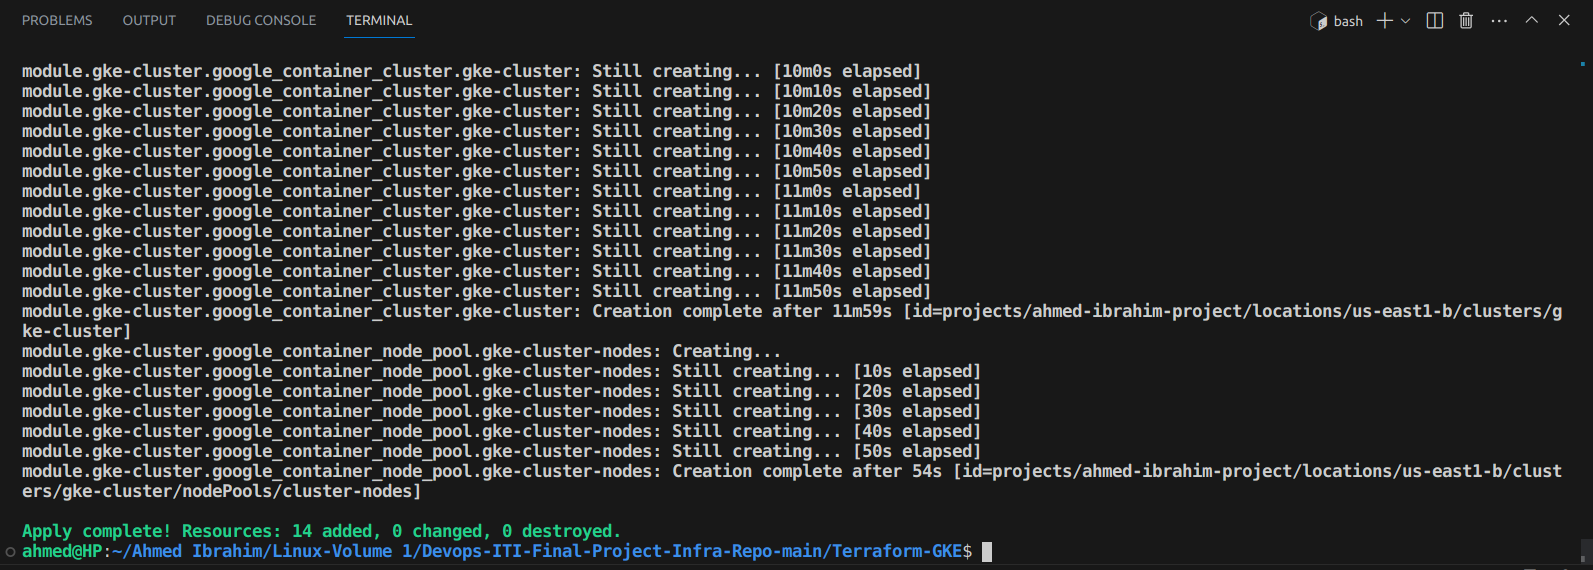 PROBLEMS OUTPUT DEBUG CONSOLE TERMINAL bash
module.gke-cluster.google_container_cluster.gke-cluster: Still creating... [10m0s elapsed]
module.gke-cluster.google_container_cluster.gke-cluster: Still creating... [10m10s elapsed]
module.gke-cluster.google_container_cluster.gke-cluster: Still creating... [10m20s elapsed]
module.gke-cluster.google_container_cluster.gke-cluster: Still creating... [10m30s elapsed]
module.gke-cluster.google_container_cluster.gke-cluster: Still creating... [10m40s elapsed]
module.gke-cluster.google_container_cluster.gke-cluster: Still creating... [10m50s elapsed]
module.gke-cluster.google_container_cluster.gke-cluster: Still creating... [11m0s elapsed]
module.gke-cluster.google_container_cluster.gke-cluster: Still creating... [11m10s elapsed]
module.gke-cluster.google_container_cluster.gke-cluster: Still creating... [11m20s elapsed]
module.gke-cluster.google_container_cluster.gke-cluster: Still creating... [11m30s elapsed]
module.gke-cluster.google_container_cluster.gke-cluster: Still creating... [11m40s elapsed]
module.gke-cluster.google_container_cluster.gke-cluster: Still creating... [11m50s elapsed]
module.gke-cluster.google_container_cluster.gke-cluster: Creation complete after 11m59s [id=projects/ahmed-ibrahim-project/locations/us-east1-b/clusters/g
ke-cluster]
module.gke-cluster.google_container_node_pool.gke-cluster-nodes: Creating...
module.gke-cluster.google_container_node_pool.gke-cluster-nodes: Still creating... [10s elapsed]
module.gke-cluster.google_container_node_pool.gke-cluster-nodes: Still creating... [20s elapsed]
module.gke-cluster.google_container_node_pool.gke-cluster-nodes: Still creating... [30s elapsed]
module.gke-cluster.google_container_node_pool.gke-cluster-nodes: Still creating... [40s elapsed]
module.gke-cluster.google_container_node_pool.gke-cluster-nodes: Still creating... [50s elapsed]
module.gke-cluster.google_container_node_pool.gke-cluster-nodes: Creation complete after 54s [id=projects/ahmed-ibrahim-project/locations/us-east1-b/clust
ers/gke-cluster/nodePools/cluster-nodes]
Apply complete! Resources: 14 added, 0 changed, 0 destroyed.
ahmed@HP:~/Ahmed Ibrahim/Linux-Volume 1/Devops-ITI-Final-Project-Infra-Repo-main/Terraform-GKE$